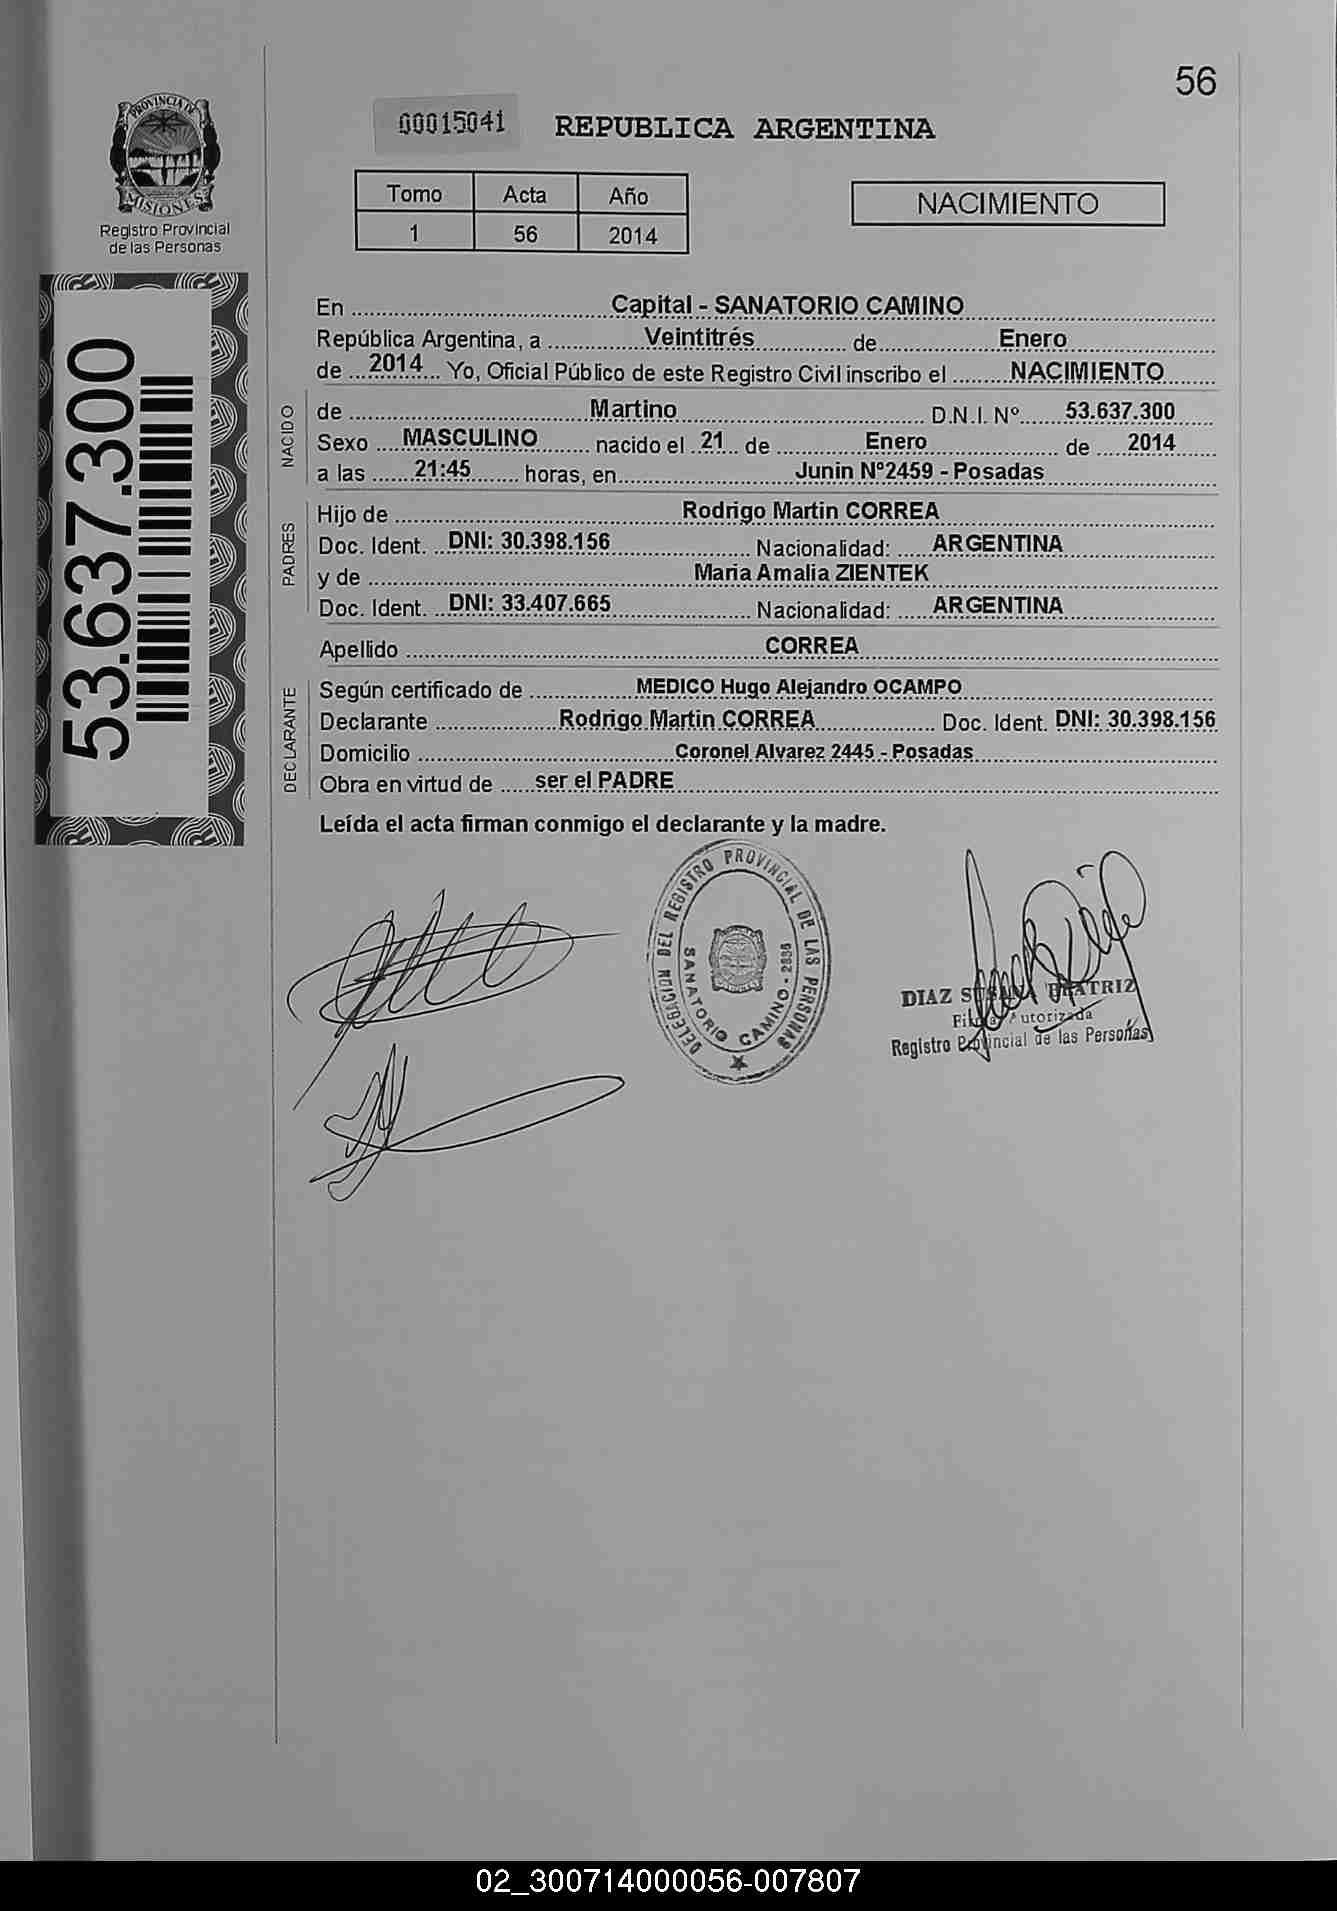 56
PROVINCIA DE
MISIONES
Registro Provincial
de las Personas
00015041 REPUBLICA ARGENTINA
Tomo Acta Año
1 56 2014
NACIMIENTO
53.637.300
En ........ Capital - SANATORIO CAMINO
República Argentina, a ........ Veintitrés ........ de ........ Enero
de ... 2014 ... Yo, Oficial Público de este Registro Civil inscribo el ........ NACIMIENTO
NACIDO
de ........ Martino ........ D.N.I. Nº ..... 53.637.300
Sexo .... MASCULINO ........ nacido el .. 21 .. de ........ Enero ........ de .... 2014
a las ...... 21:45 ........ horas, en ........ Junin Nº2459 - Posadas
PADRES
Hijo de ........ Rodrigo Martin CORREA
Doc. Ident. .. DNI: 30.398.156 ........ Nacionalidad: .... ARGENTINA
y de ........ Maria Amalia ZIENTEK
Doc. Ident. .. DNI: 33.407.665 ........ Nacionalidad: .... ARGENTINA
Apellido ........ CORREA
DECLARANTE
Según certificado de ........ MEDICO Hugo Alejandro OCAMPO
Declarante ........ Rodrigo Martin CORREA ........ Doc. Ident. DNI: 30.398.156
Domicilio ........ Coronel Alvarez 2445 - Posadas
Obra en virtud de .... ser el PADRE
Leída el acta firman conmigo el declarante y la madre.
DELEGACION DEL REGISTRO PROVINCIAL DE LAS PERSONAS
SANATORIO CAMINO - 2836
DIAZ SUSANA BEATRIZ
Firma Autorizada
Registro Provincial de las Personas
02_300714000056-007807